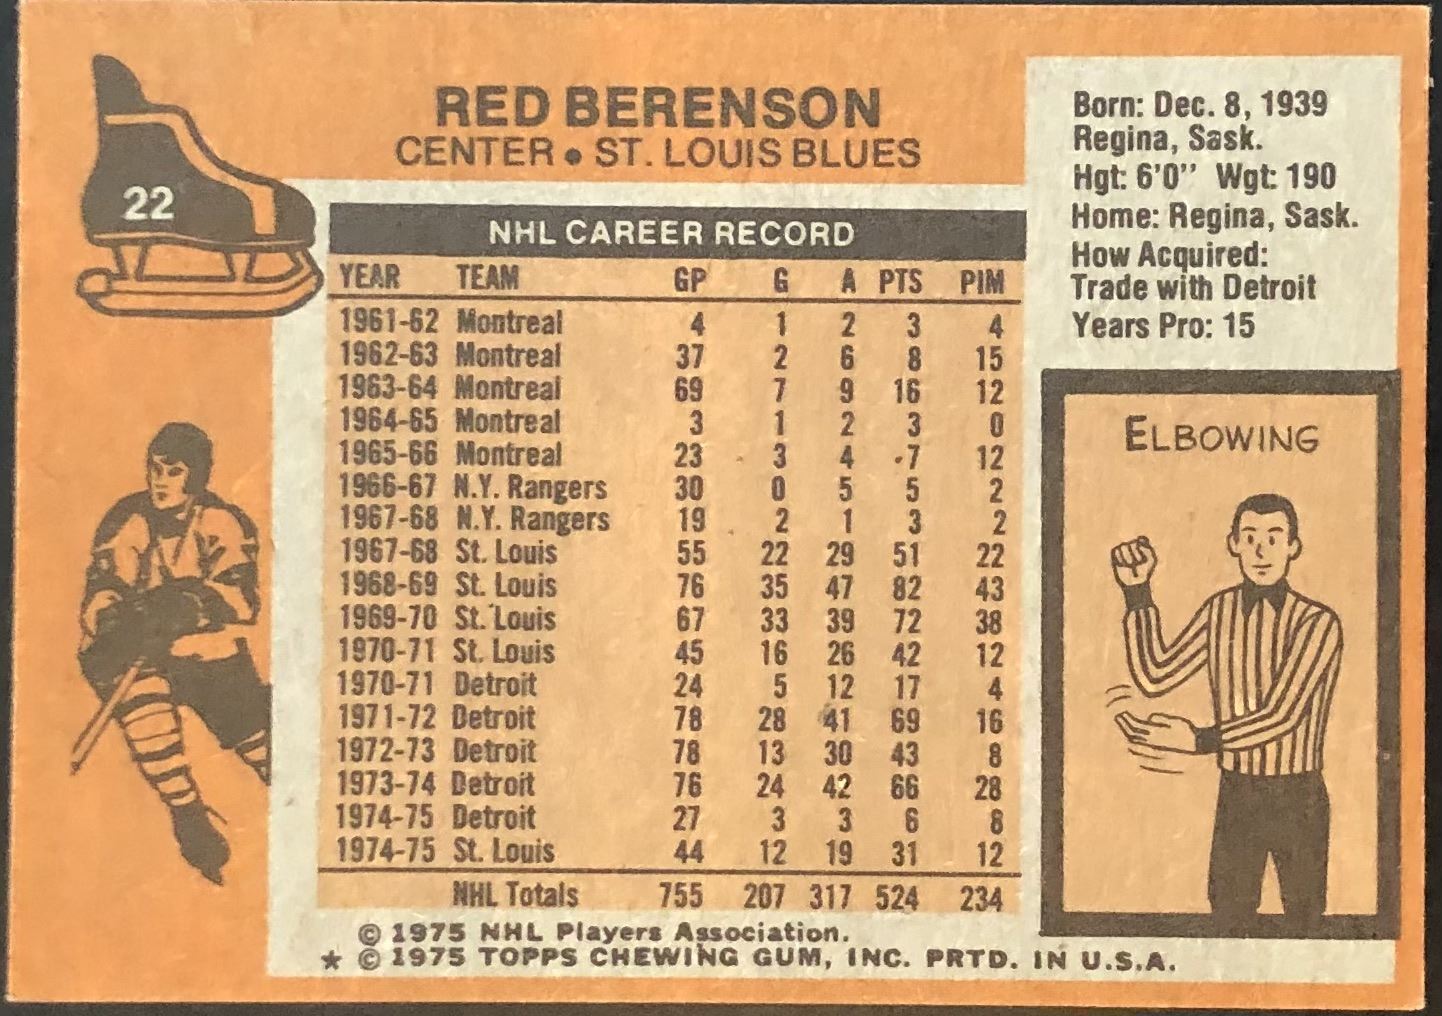 22
RED BERENSON
CENTER • ST. LOUIS BLUES
NHL CAREER RECORD
YEAR TEAM GP G A PTS PIM
1961-62 Montreal 4 1 2 3 4
1962-63 Montreal 37 2 6 8 15
1963-64 Montreal 69 7 9 16 12
1964-65 Montreal 3 1 2 3 0
1965-66 Montreal 23 3 4 7 12
1966-67 N.Y. Rangers 30 0 5 5 2
1967-68 N.Y. Rangers 19 2 1 3 2
1967-68 St. Louis 55 22 29 51 22
1968-69 St. Louis 76 35 47 82 43
1969-70 St. Louis 67 33 39 72 38
1970-71 St. Louis 45 16 26 42 12
1970-71 Detroit 24 5 12 17 4
1971-72 Detroit 78 28 41 69 16
1972-73 Detroit 78 13 30 43 8
1973-74 Detroit 76 24 42 66 28
1974-75 Detroit 27 3 3 6 8
1974-75 St. Louis 44 12 19 31 12
NHL Totals 755 207 317 524 234
© 1975 NHL Players Association.
★ © 1975 TOPPS CHEWING GUM, INC. PRTD. IN U.S.A.
Born: Dec. 8, 1939
Regina, Sask.
Hgt: 6'0" Wgt: 190
Home: Regina, Sask.
How Acquired:
Trade with Detroit
Years Pro: 15
ELBOWING